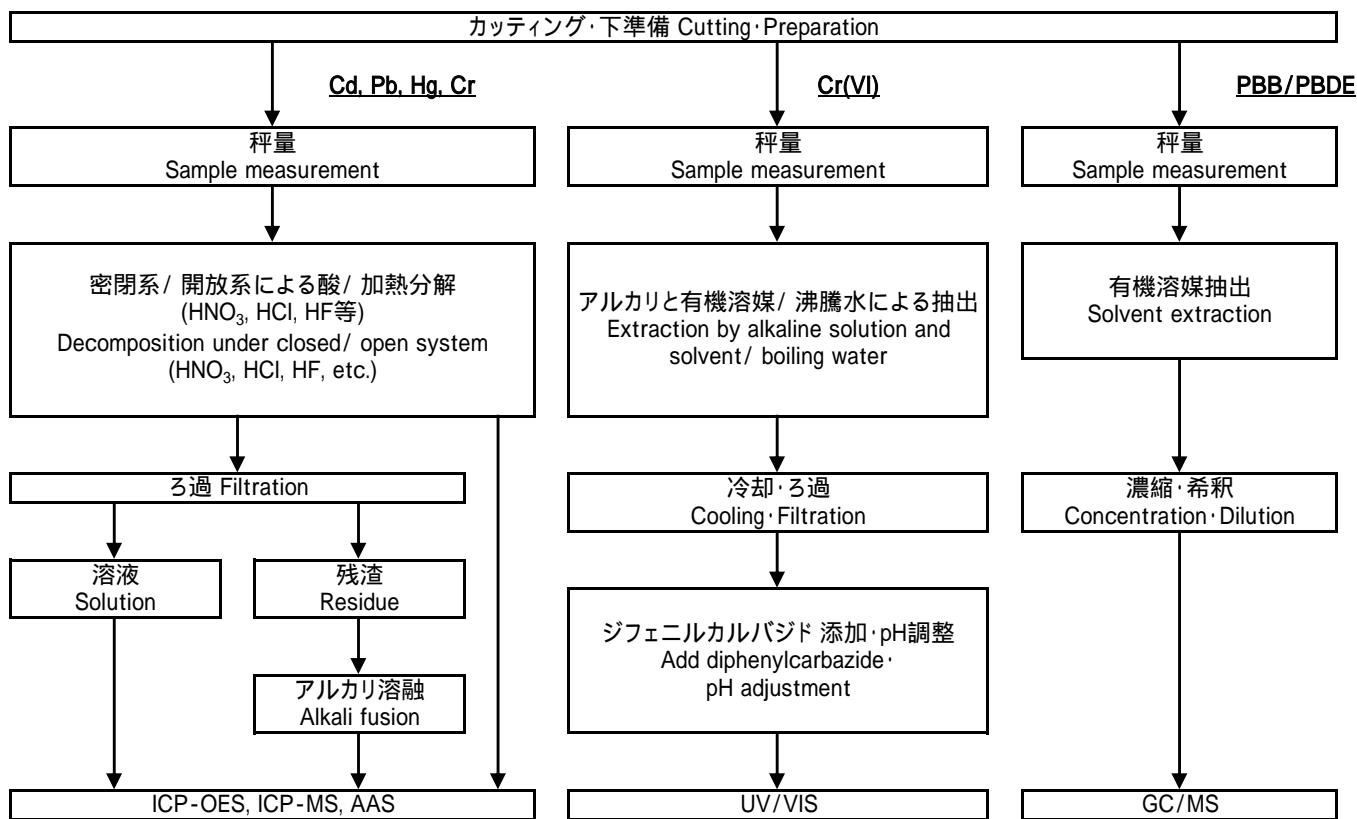 カッティング·下準備 Cutting·Preparation
Cd, Pb, Hg, Cr
Cr(VI)
PBB/PBDE
秤量
Sample measurement
秤量
Sample measurement
秤量
Sample measurement
密閉系/ 開放系による酸/ 加熱分解
(HNO₃, HCl, HF等)
Decomposition under closed/ open system
(HNO₃, HCl, HF, etc.)
アルカリと有機溶媒/ 沸騰水による抽出
Extraction by alkaline solution and
solvent/ boiling water
有機溶媒抽出
Solvent extraction
ろ過 Filtration
冷却·ろ過
Cooling·Filtration
濃縮·希釈
Concentration·Dilution
溶液
Solution
残渣
Residue
ジフェニルカルバジド 添加·pH調整
Add diphenylcarbazide·
pH adjustment
アルカリ溶融
Alkali fusion
ICP-OES, ICP-MS, AAS
UV/VIS
GC/MS